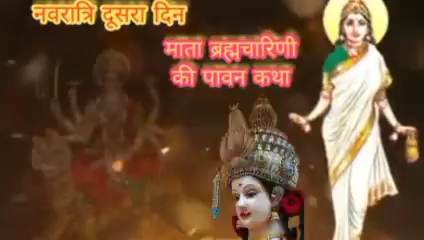 नवरात्रि दूसरा दिन
माता ब्रह्मचारिणी
की पावन कथा